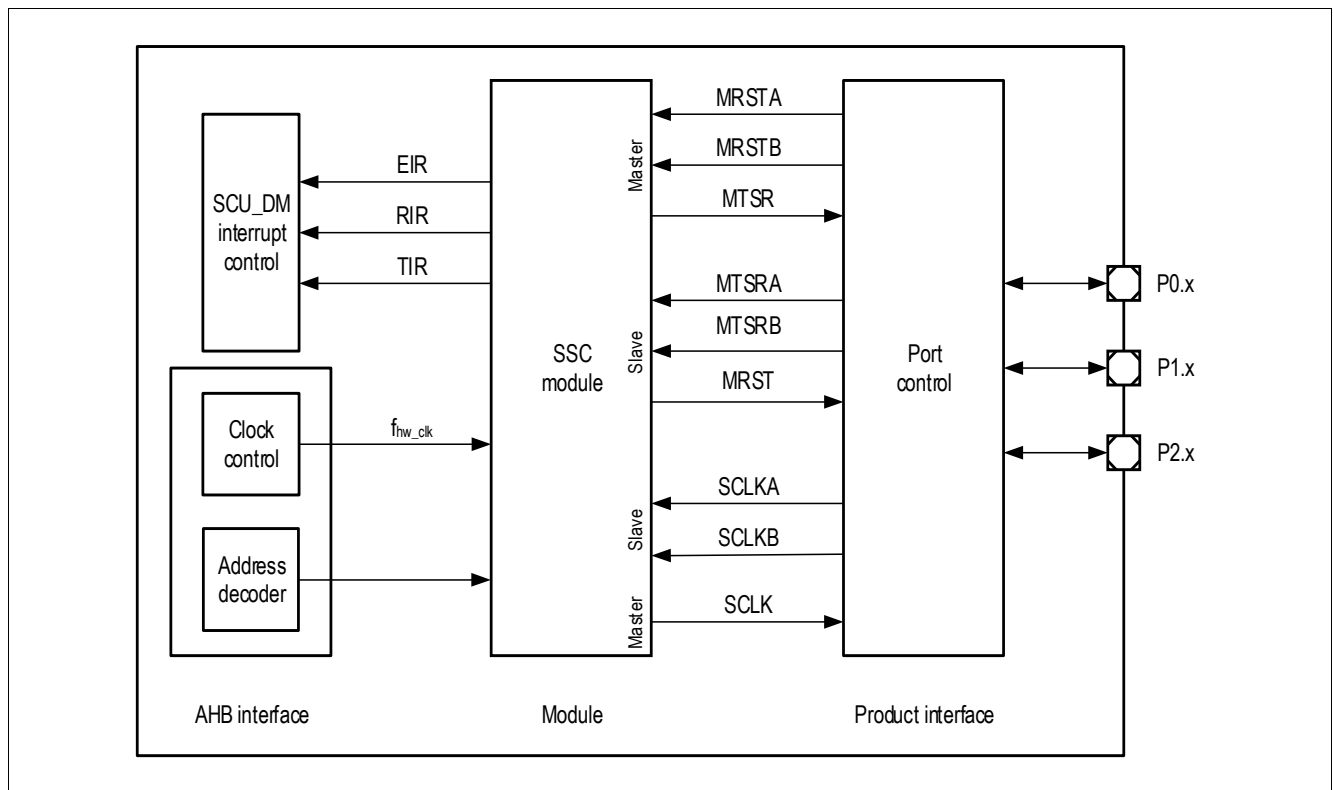 SCU_DM
interrupt
control
EIR
RIR
TIR
Clock
control
Address
decoder
fhw_clk
AHB interface
SSC
module
Master
Slave
Slave
Master
Module
MRSTA
MRSTB
MTSR
MTSRA
MTSRB
MRST
SCLKA
SCLKB
SCLK
Port
control
Product interface
P0.x
P1.x
P2.x